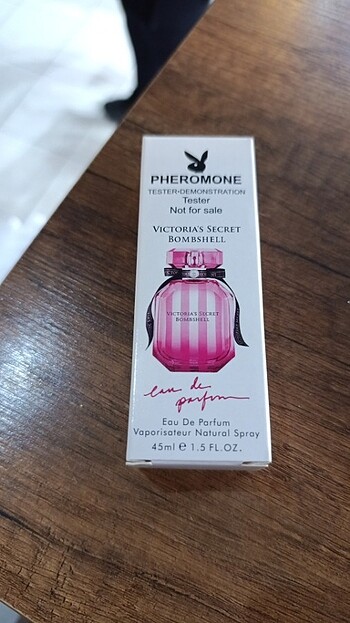 PHEROMONE
TESTER•DEMONSTRATION
Tester
Not for sale
VICTORIA'S SECRET
BOMBSHELL
VICTORIA'S SECRET
BOMBSHELL
eau de
parfum
Eau De Parfum
Vaporisateur Natural Spray
45ml e 1.5 FL.OZ.